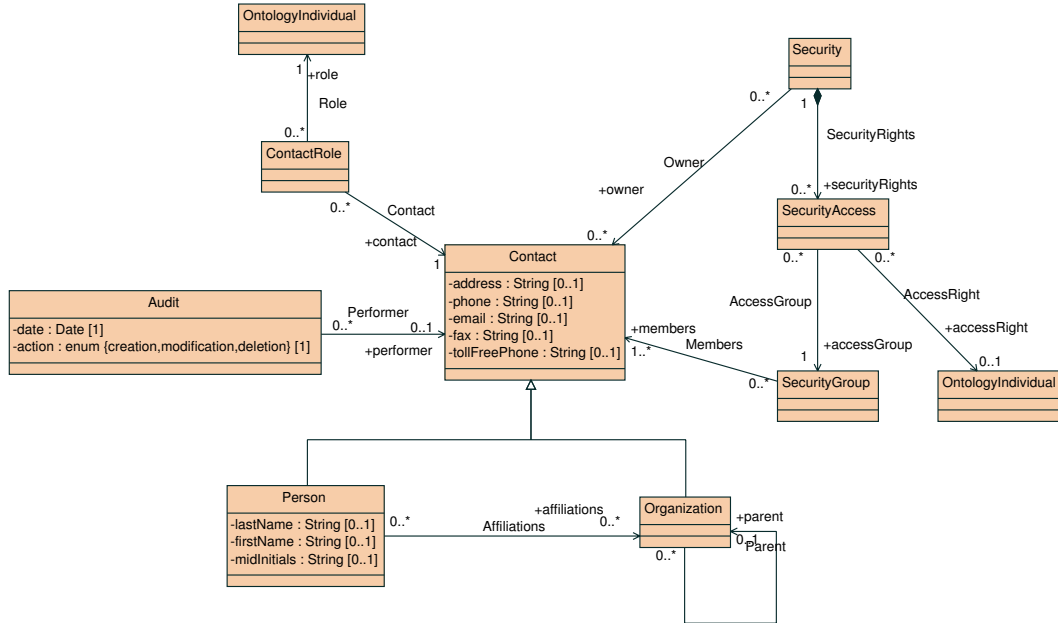 OntologyIndividual
1
+role
Role
0..*
ContactRole
0..*
Contact
+contact
1
Security
0..*
1
Owner
+owner
0..*
SecurityRights
0..*
+securityRights
SecurityAccess
0..*
0..*
AccessGroup
AccessRight
+accessGroup
1
+accessRight
0..1
SecurityGroup
OntologyIndividual
Contact
-address : String [0..1]
-phone : String [0..1]
-email : String [0..1]
-fax : String [0..1]
-tollFreePhone : String [0..1]
+members
1..*
Members
0..*
Audit
-date : Date [1]
-action : enum {creation,modification,deletion} [1]
Performer
0..*
0..1
+performer
Person
-lastName : String [0..1]
-firstName : String [0..1]
-midInitials : String [0..1]
0..*
+affiliations
Affiliations
0..*
Organization
+parent
0..1
Parent
0..*